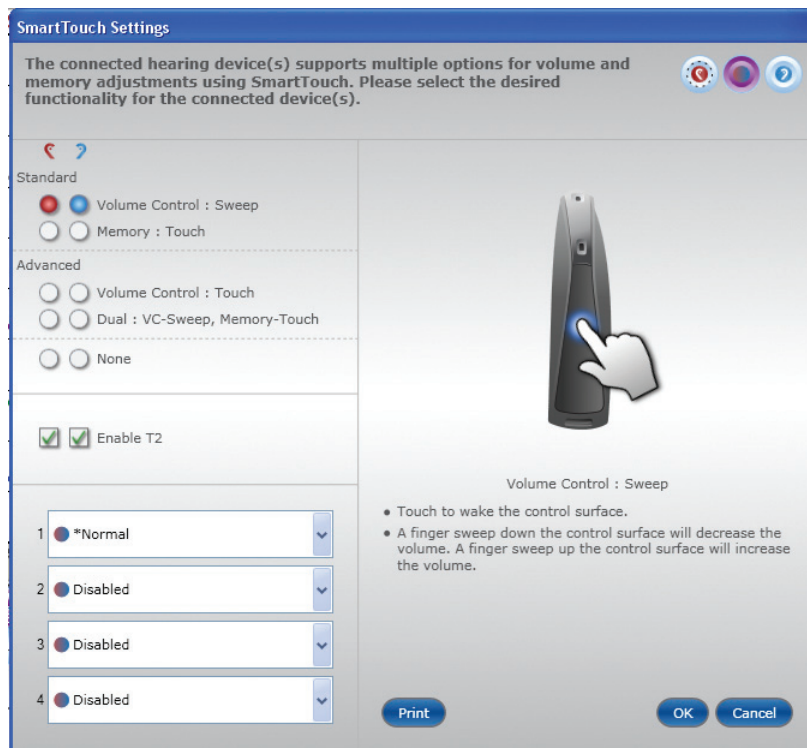 SmartTouch Settings
The connected hearing device(s) supports multiple options for volume and
memory adjustments using SmartTouch. Please select the desired
functionality for the connected device(s).
Standard
Volume Control : Sweep
Memory : Touch
Advanced
Volume Control : Touch
Dual : VC-Sweep, Memory-Touch
None
Enable T2
1 *Normal
2 Disabled
3 Disabled
4 Disabled
Volume Control : Sweep
• Touch to wake the control surface.
• A finger sweep down the control surface will decrease the
volume. A finger sweep up the control surface will increase
the volume.
Print
OK Cancel